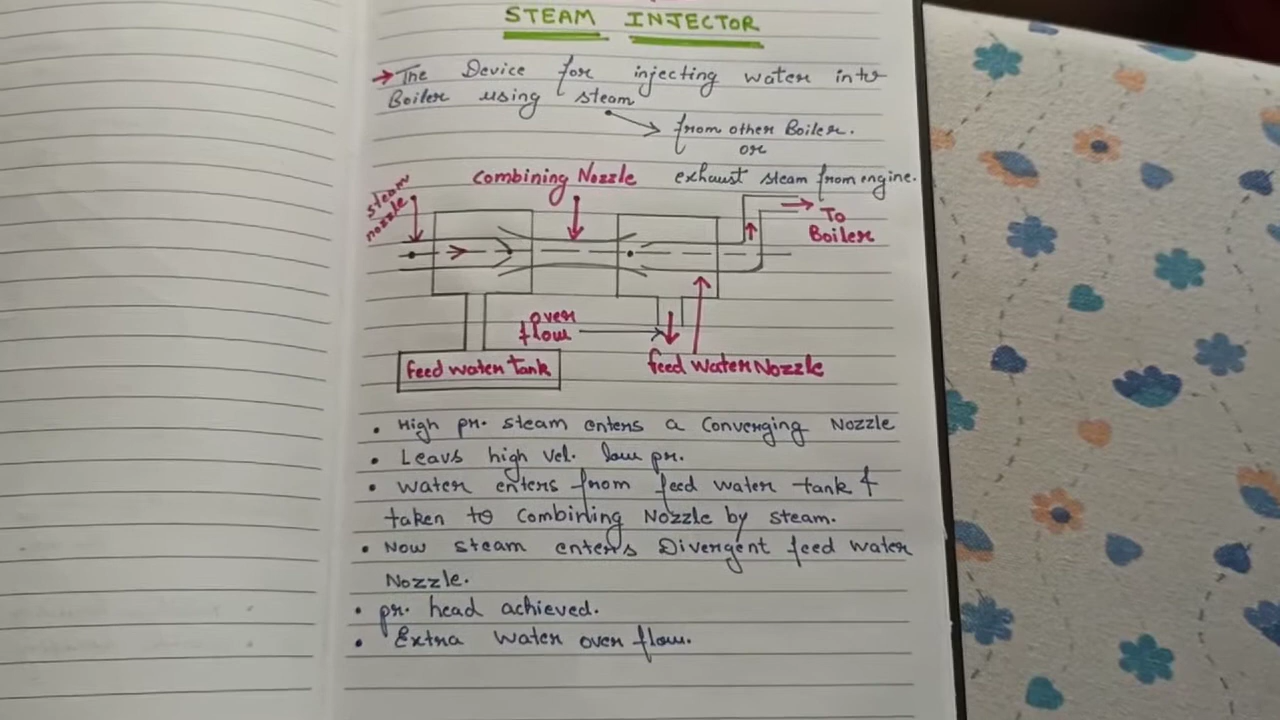 STEAM INJECTOR
→ The Device for injecting water into
Boiler using steam
from other Boiler.
or
exhaust steam from engine.
Combining Nozzle
steam
nozzle
To
Boiler
over
flow
feed water Tank
feed water Nozzle
• High pr. steam enters a Converging Nozzle
• Leavs high vel. low pr.
• Water enters from feed water tank &
taken to Combining Nozzle by steam.
• Now steam enters Divergent feed water
Nozzle.
• pr. head achieved.
• Extra water over flow.